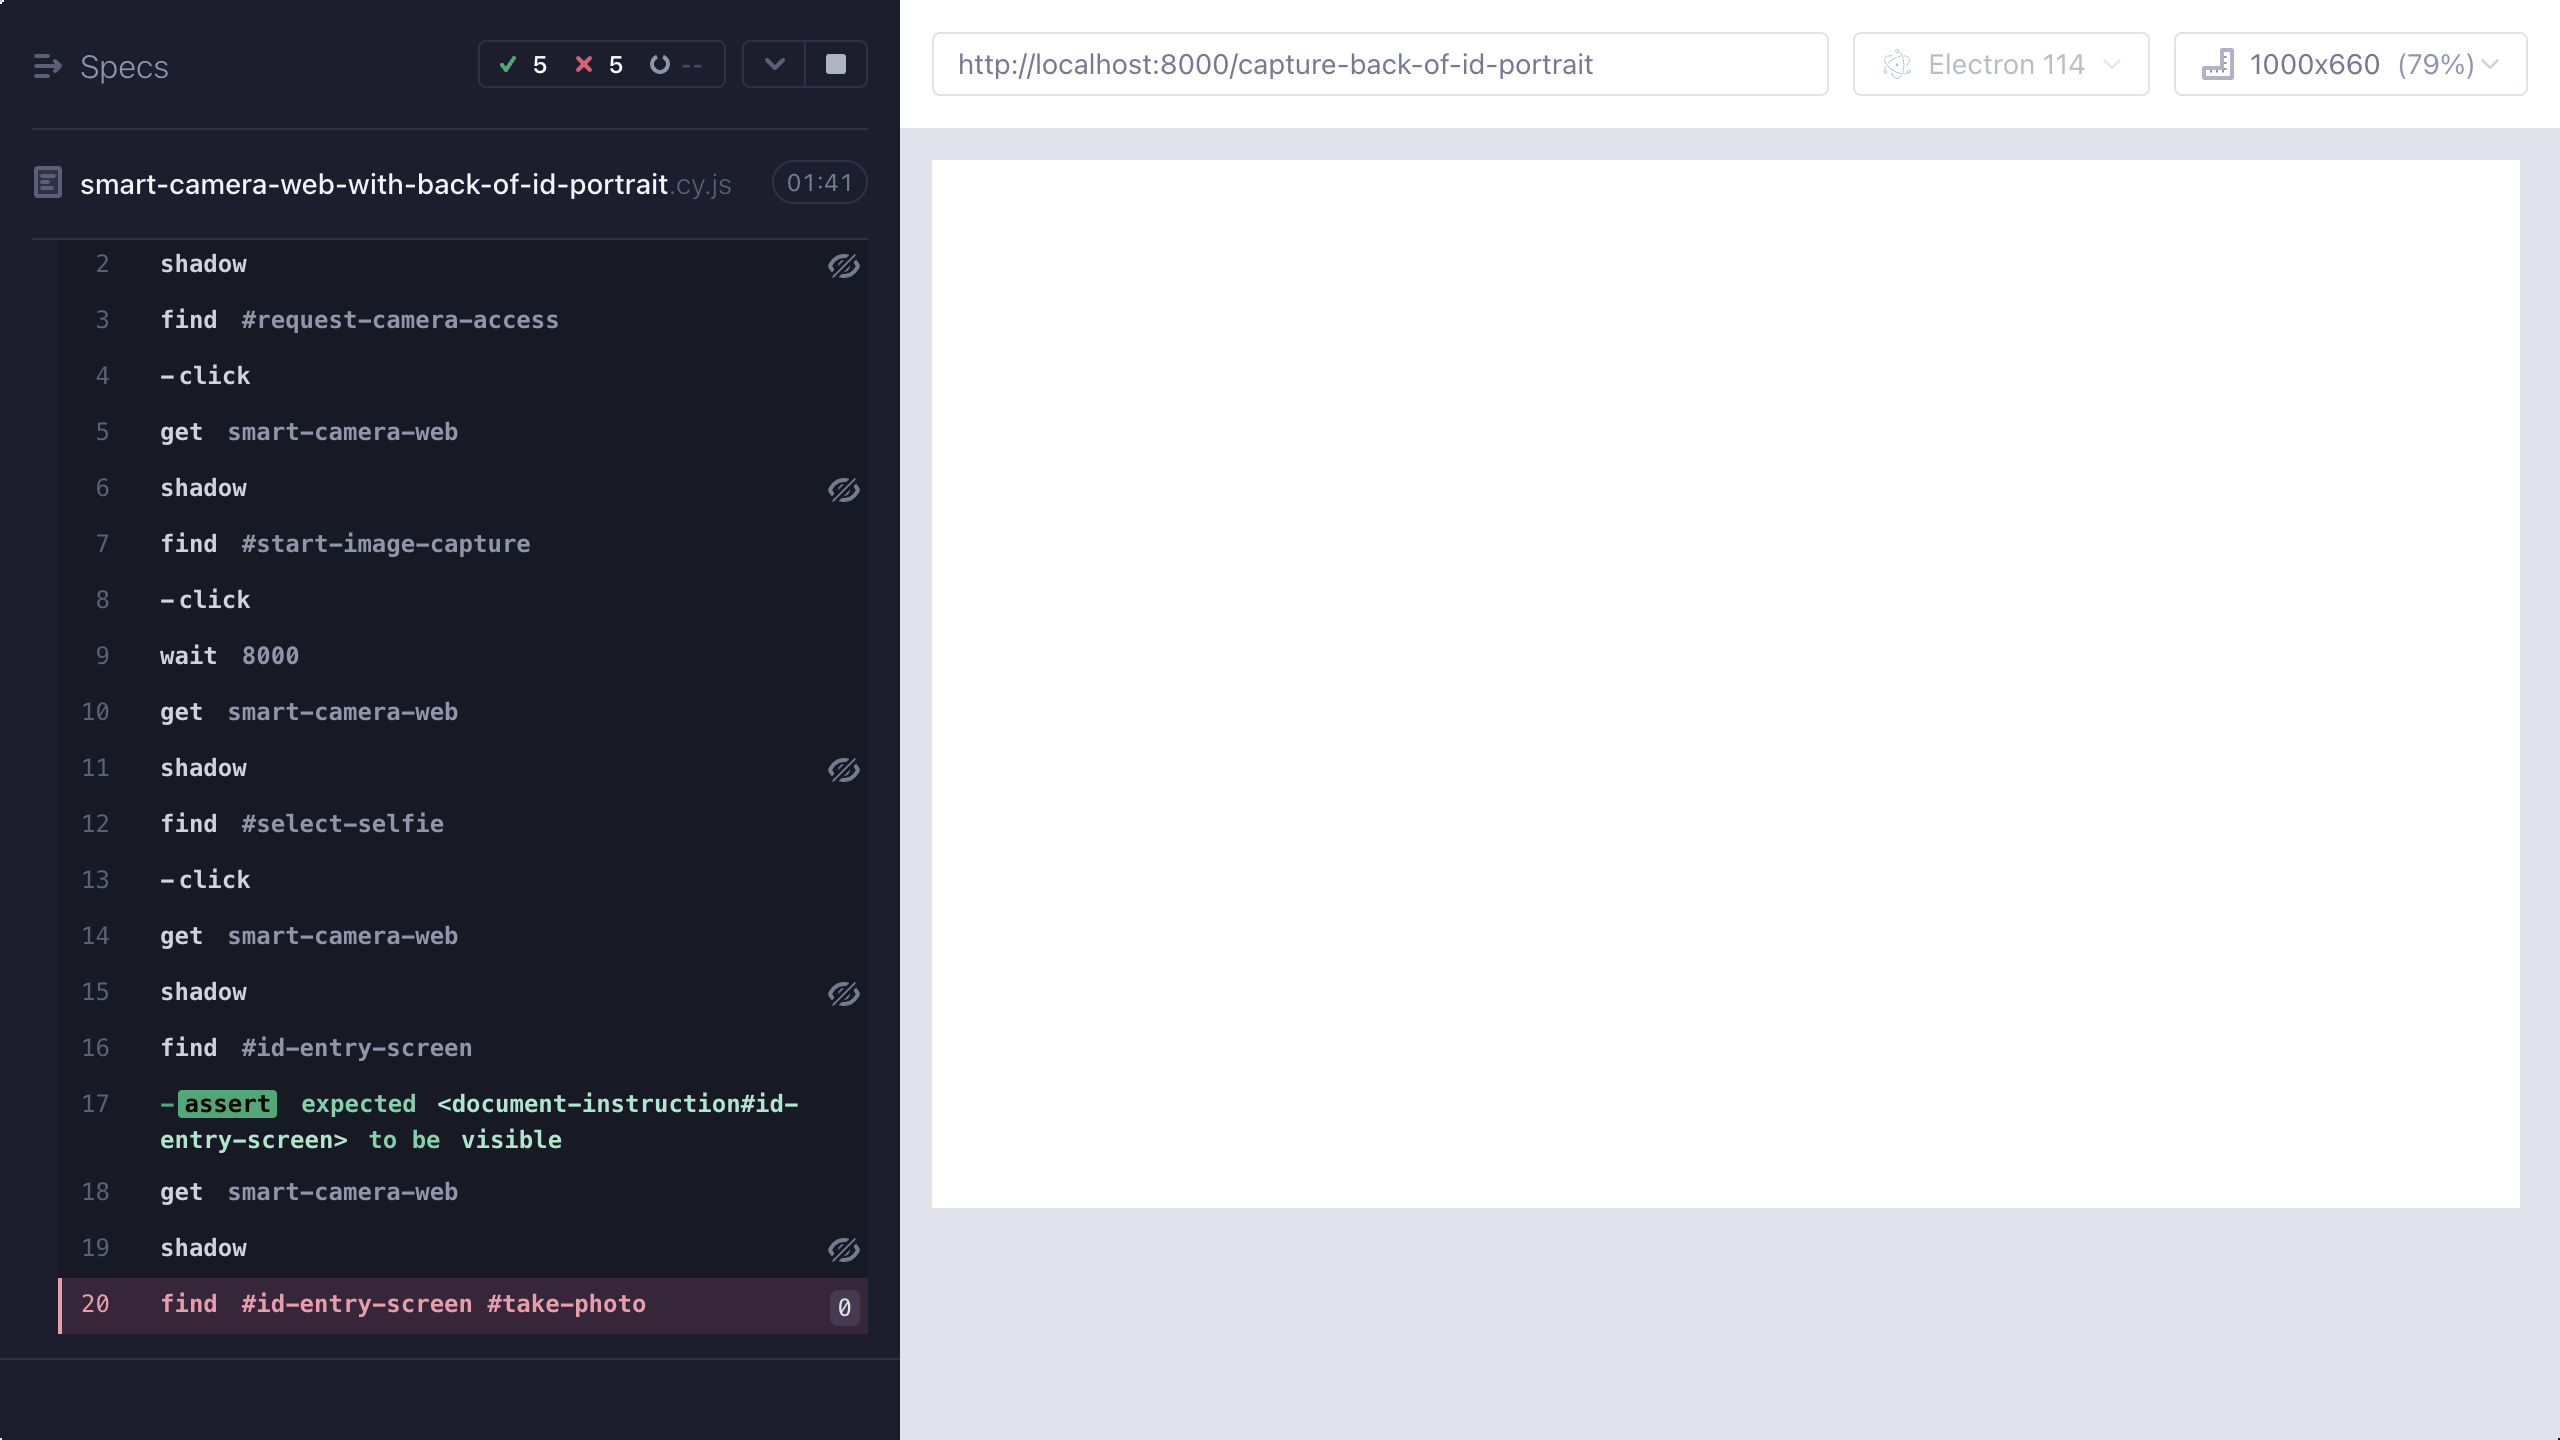 Specs
5 5 --
smart-camera-web-with-back-of-id-portrait.cy.js 01:41
2 shadow
3 find #request-camera-access
4 -click
5 get smart-camera-web
6 shadow
7 find #start-image-capture
8 -click
9 wait 8000
10 get smart-camera-web
11 shadow
12 find #select-selfie
13 -click
14 get smart-camera-web
15 shadow
16 find #id-entry-screen
17 -assert expected <document-instruction#id-
entry-screen> to be visible
18 get smart-camera-web
19 shadow
20 find #id-entry-screen #take-photo 0
http://localhost:8000/capture-back-of-id-portrait
Electron 114
1000x660 (79%)